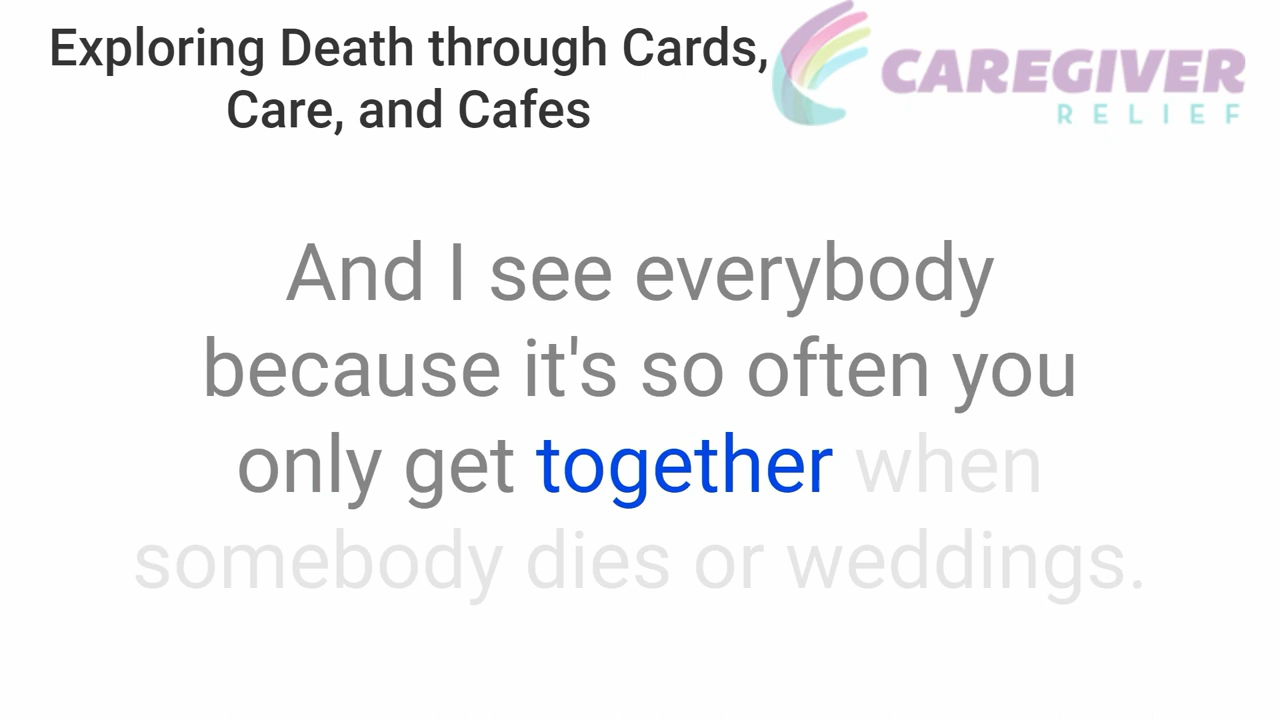 Exploring Death through Cards,
Care, and Cafes
CAREGIVER
RELIEF
And I see everybody
because it's so often you
only get together when
somebody dies or weddings.